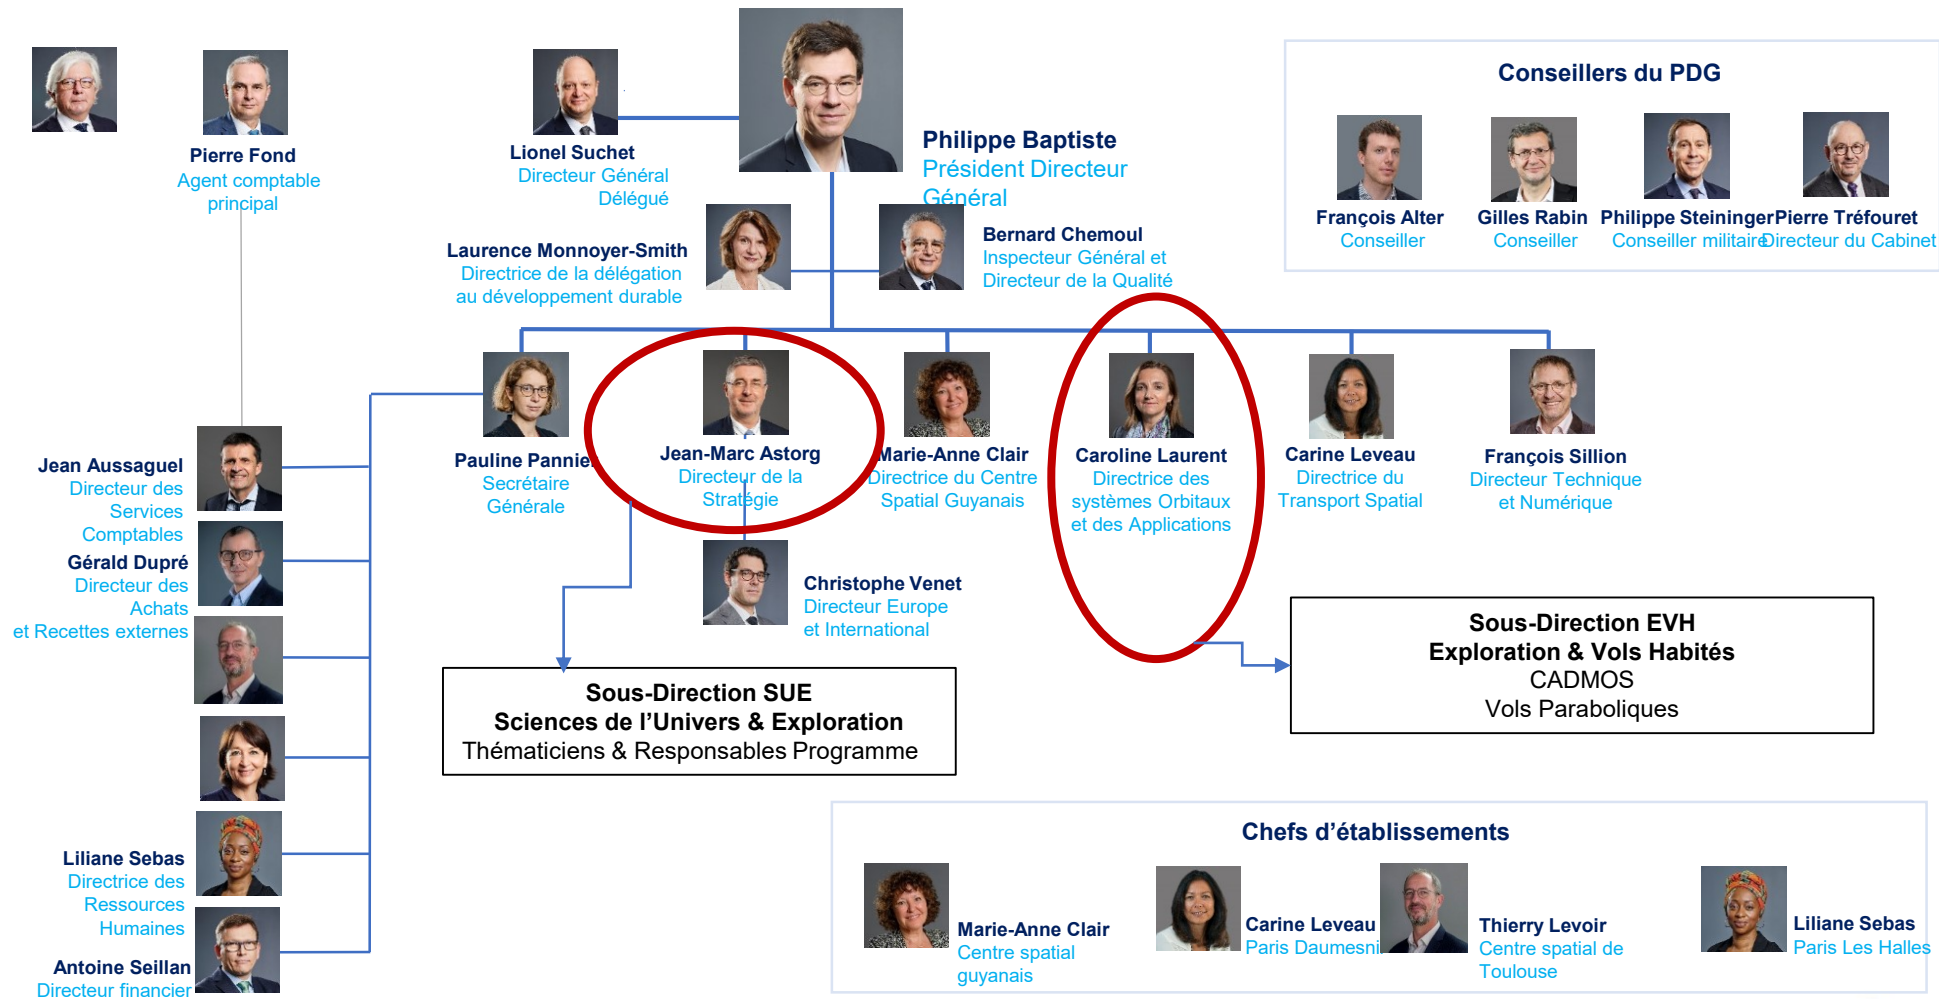 Conseillers du PDG
Pierre Fond
Agent comptable
principal
Lionel Suchet
Directeur Général
Délégué
Philippe Baptiste
Président Directeur
Général
François Alter
Conseiller
Gilles Rabin
Conseiller
Philippe Steininger
Conseiller militaire
Pierre Tréfouret
Directeur du Cabinet
Laurence Monnoyer-Smith
Directrice de la délégation
au développement durable
Bernard Chemoul
Inspecteur Général et
Directeur de la Qualité
Pauline Pannie
Secrétaire
Générale
Jean-Marc Astorg
Directeur de la
Stratégie
Marie-Anne Clair
Directrice du Centre
Spatial Guyanais
Caroline Laurent
Directrice des
systèmes Orbitaux
et des Applications
Carine Leveau
Directrice du
Transport Spatial
François Sillion
Directeur Technique
et Numérique
Jean Aussaguel
Directeur des
Services
Comptables
Gérald Dupré
Directeur des
Achats
et Recettes externes
Christophe Venet
Directeur Europe
et International
Sous-Direction SUE
Sciences de l'Univers & Exploration
Thématiciens & Responsables Programme
Sous-Direction EVH
Exploration & Vols Habités
CADMOS
Vols Paraboliques
Liliane Sebas
Directrice des
Ressources
Humaines
Antoine Seillan
Directeur financier
Chefs d'établissements
Marie-Anne Clair
Centre spatial
guyanais
Carine Leveau
Paris Daumesni
Thierry Levoir
Centre spatial de
Toulouse
Liliane Sebas
Paris Les Halles